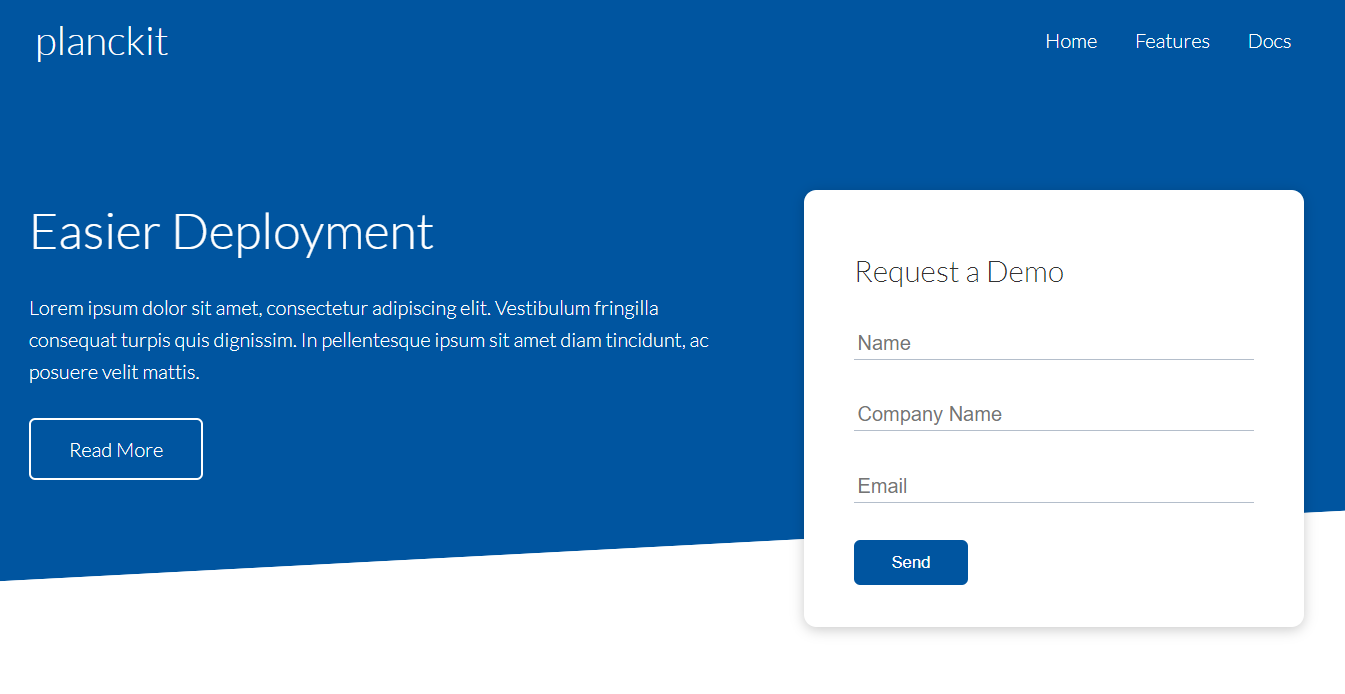 planckit
Home Features Docs
Easier Deployment
Lorem ipsum dolor sit amet, consectetur adipiscing elit. Vestibulum fringilla
consequat turpis quis dignissim. In pellentesque ipsum sit amet diam tincidunt, ac
posuere velit mattis.
Read More
Request a Demo
Name
Company Name
Email
Send